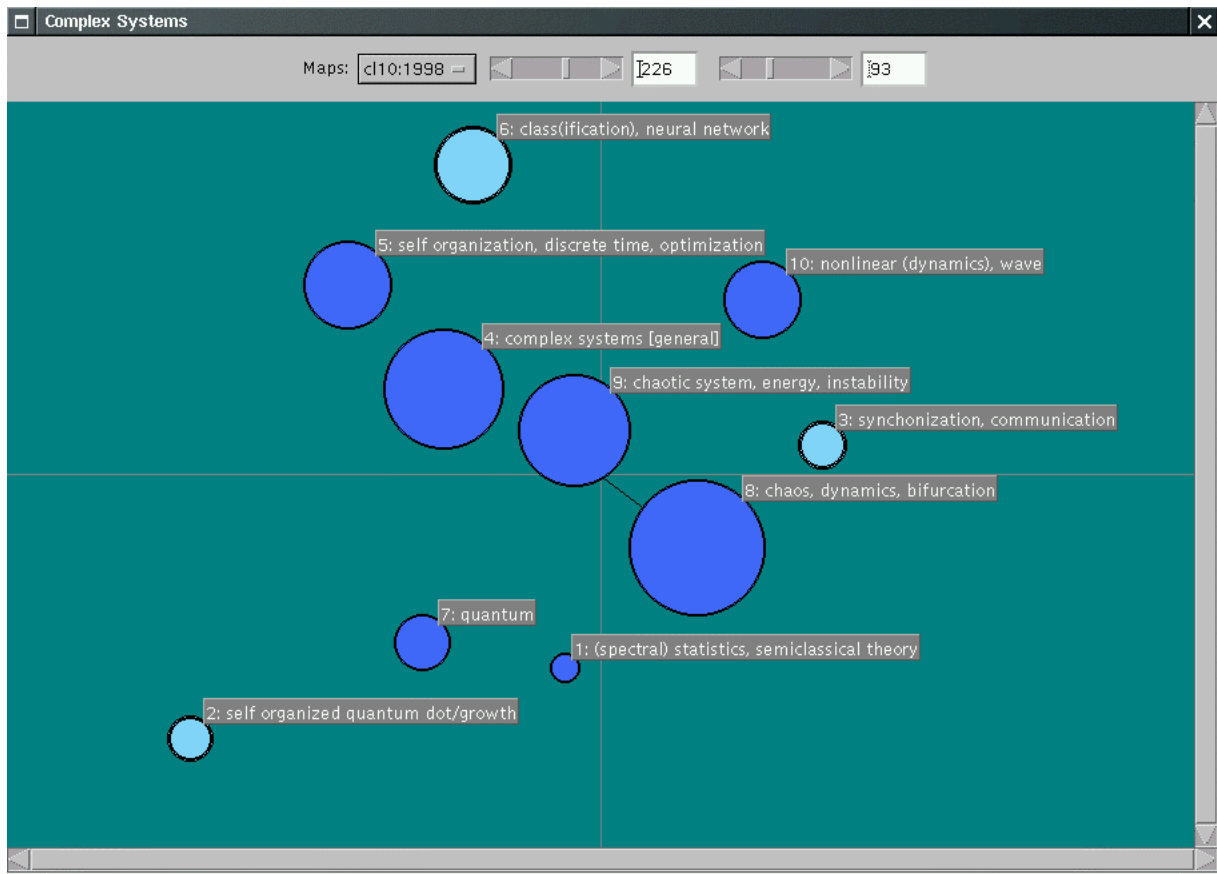 Complex Systems
Maps: cl10:1998 226 93
6: class(ification), neural network
5: self organization, discrete time, optimization
10: nonlinear (dynamics), wave
4: complex systems [general]
9: chaotic system, energy, instability
3: synchonization, communication
8: chaos, dynamics, bifurcation
7: quantum
1: (spectral) statistics, semiclassical theory
2: self organized quantum dot/growth